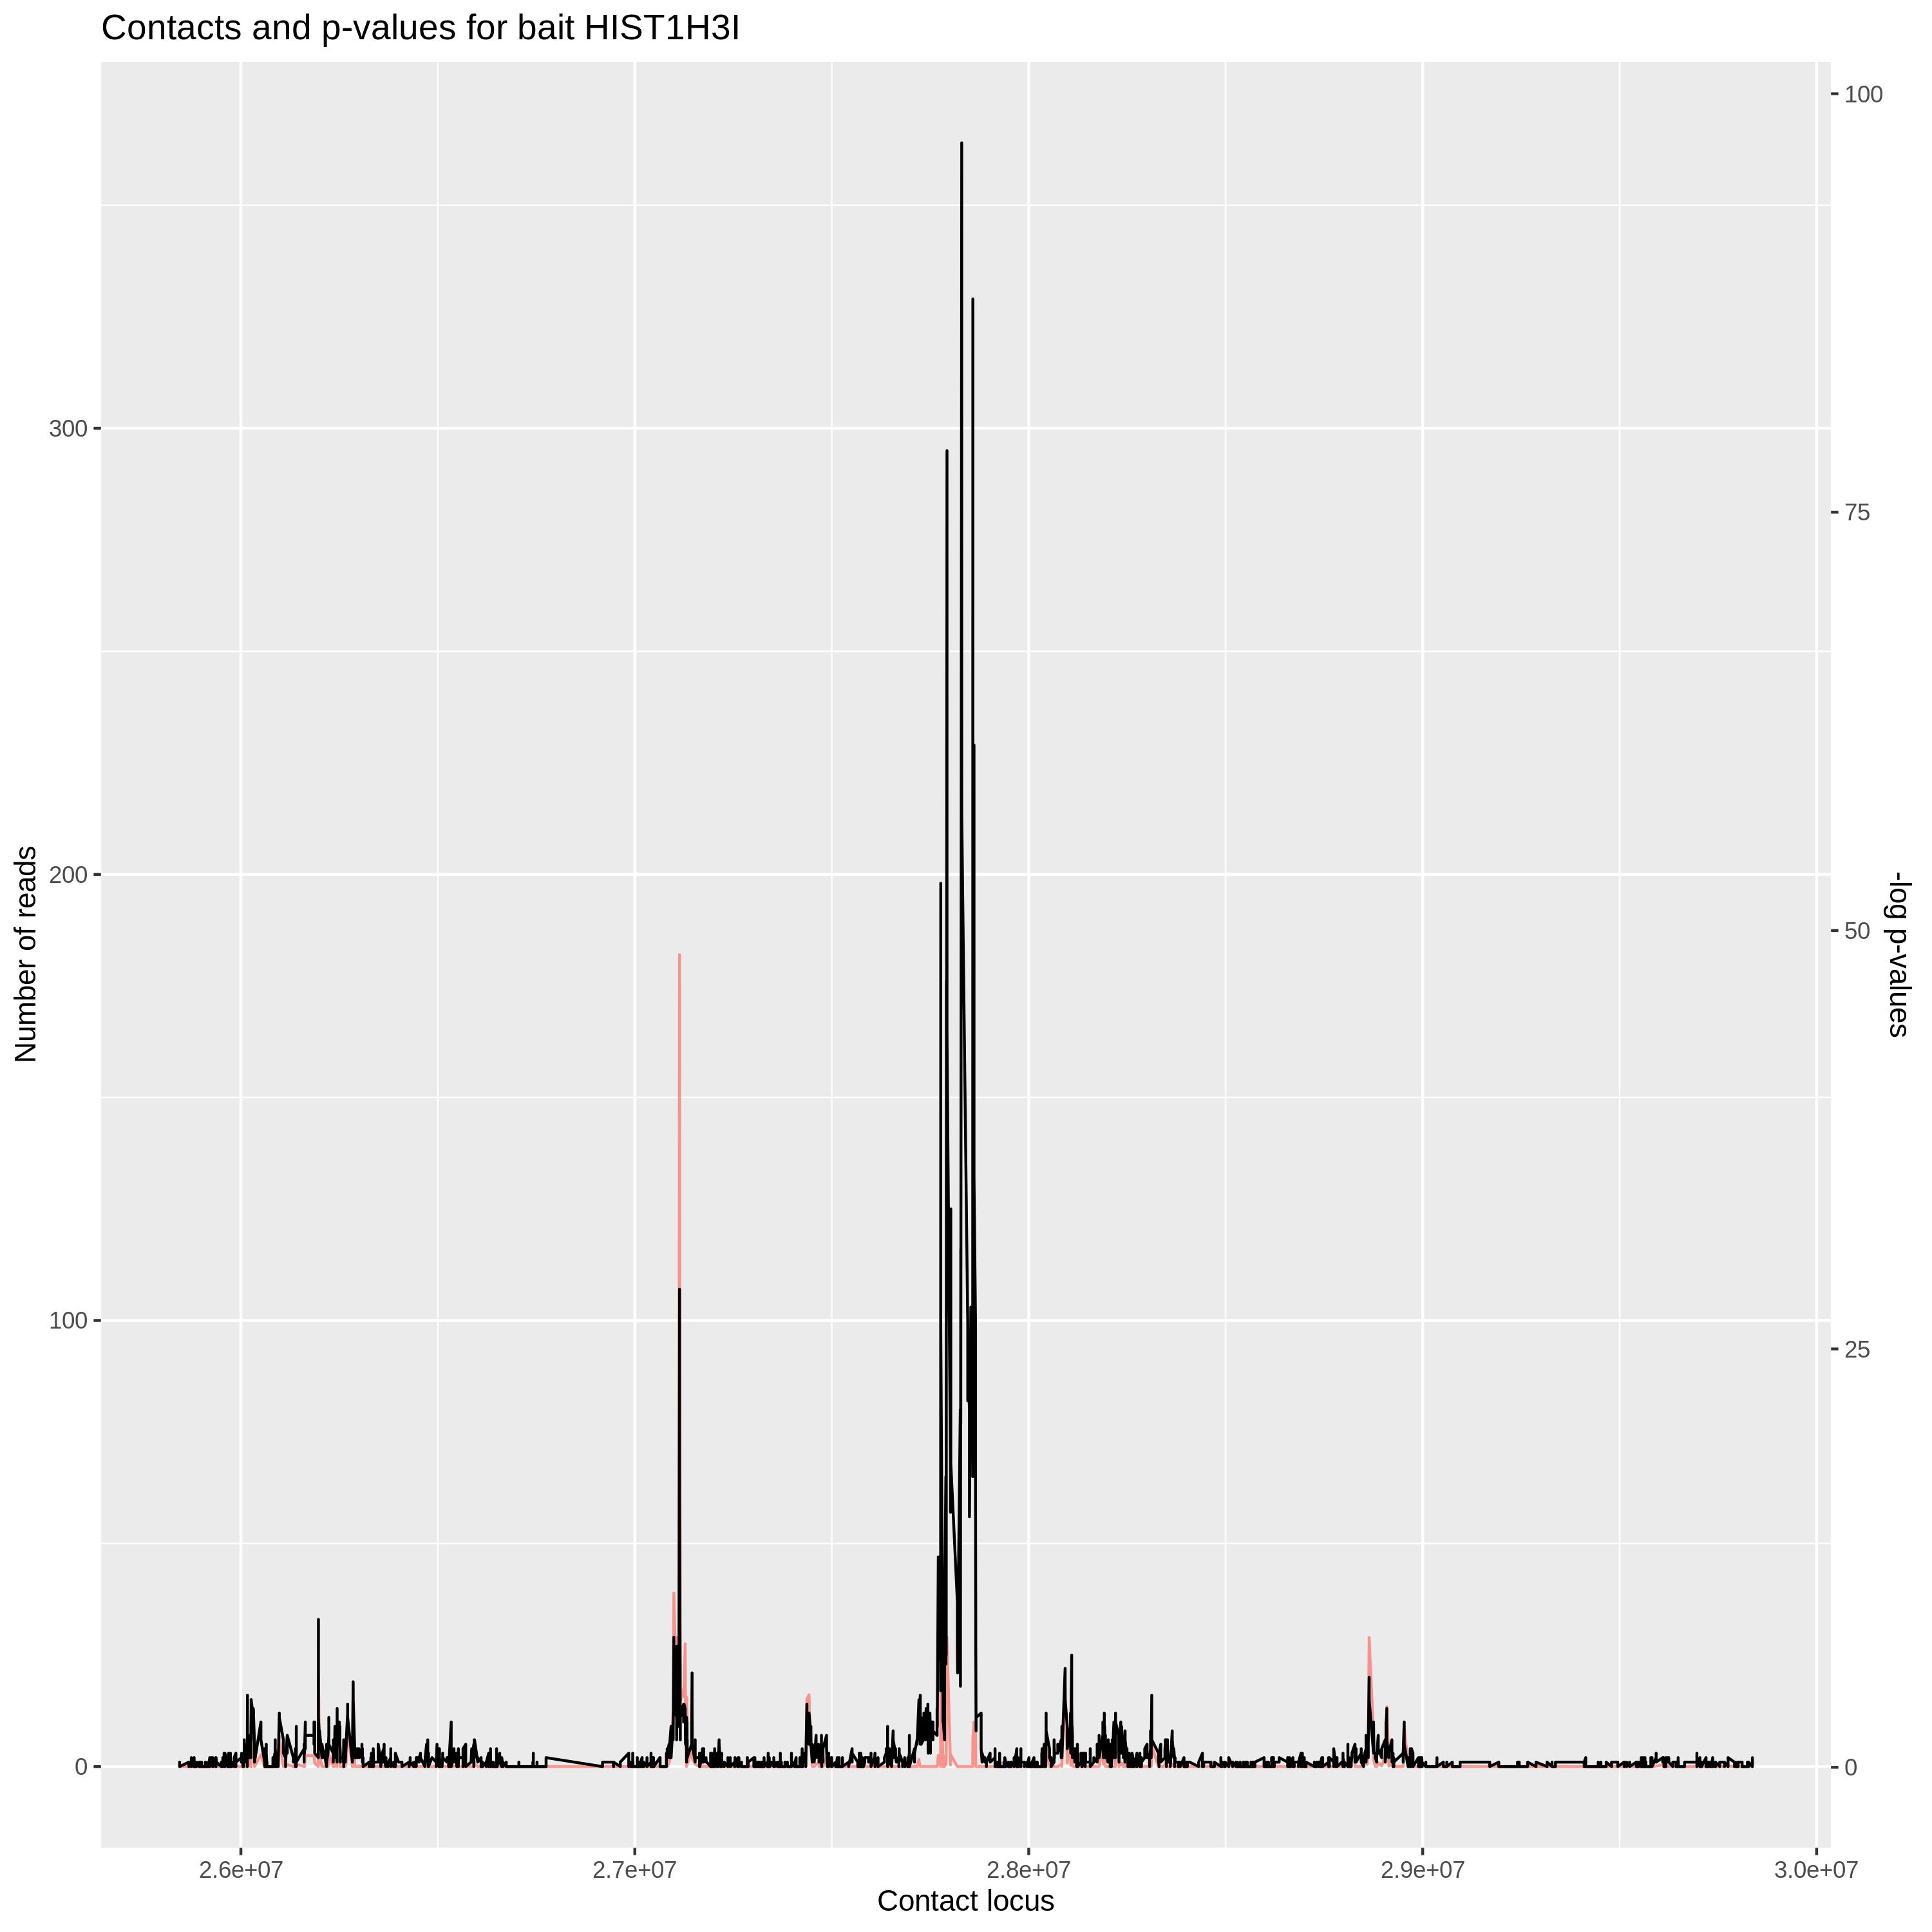 Contacts and p-values for bait HIST1H3I
Number of reads
300
200
100
0
100
75
50
25
0
-log p-values
2.6e+07 2.7e+07 2.8e+07 2.9e+07 3.0e+07
Contact locus